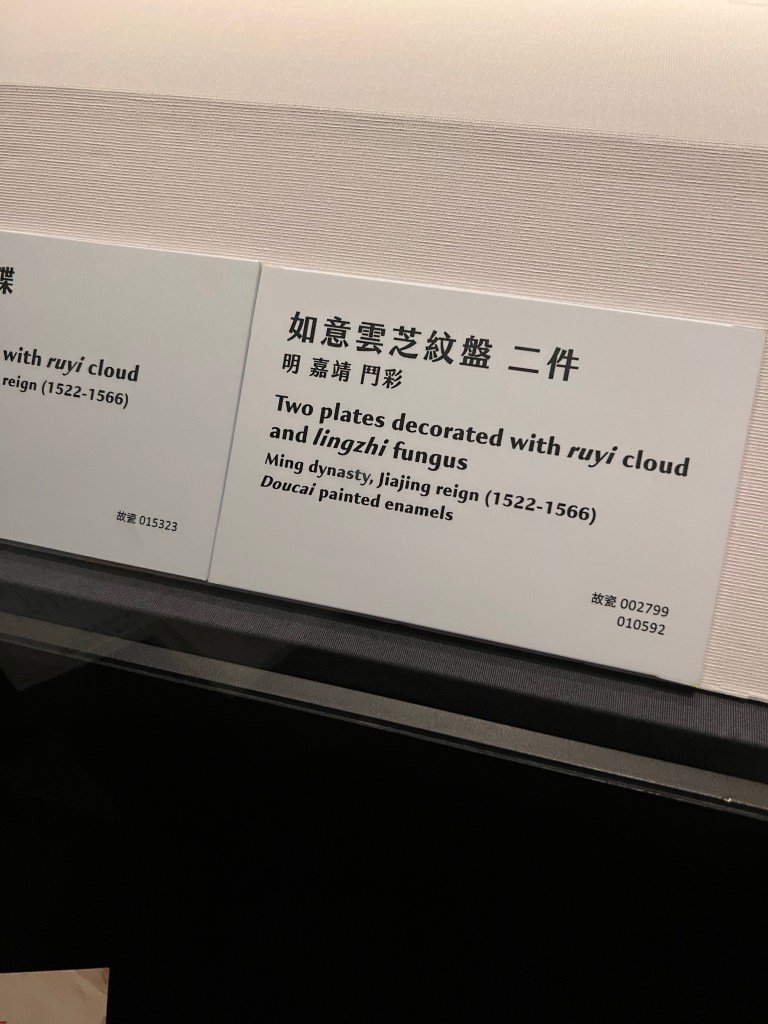 碟
with ruyi cloud
reign (1522-1566)
故瓷 015323
如意雲芝紋盤 二件
明 嘉靖 鬥彩
Two plates decorated with ruyi cloud
and lingzhi fungus
Ming dynasty, Jiajing reign (1522-1566)
Doucai painted enamels
故瓷 002799
010592